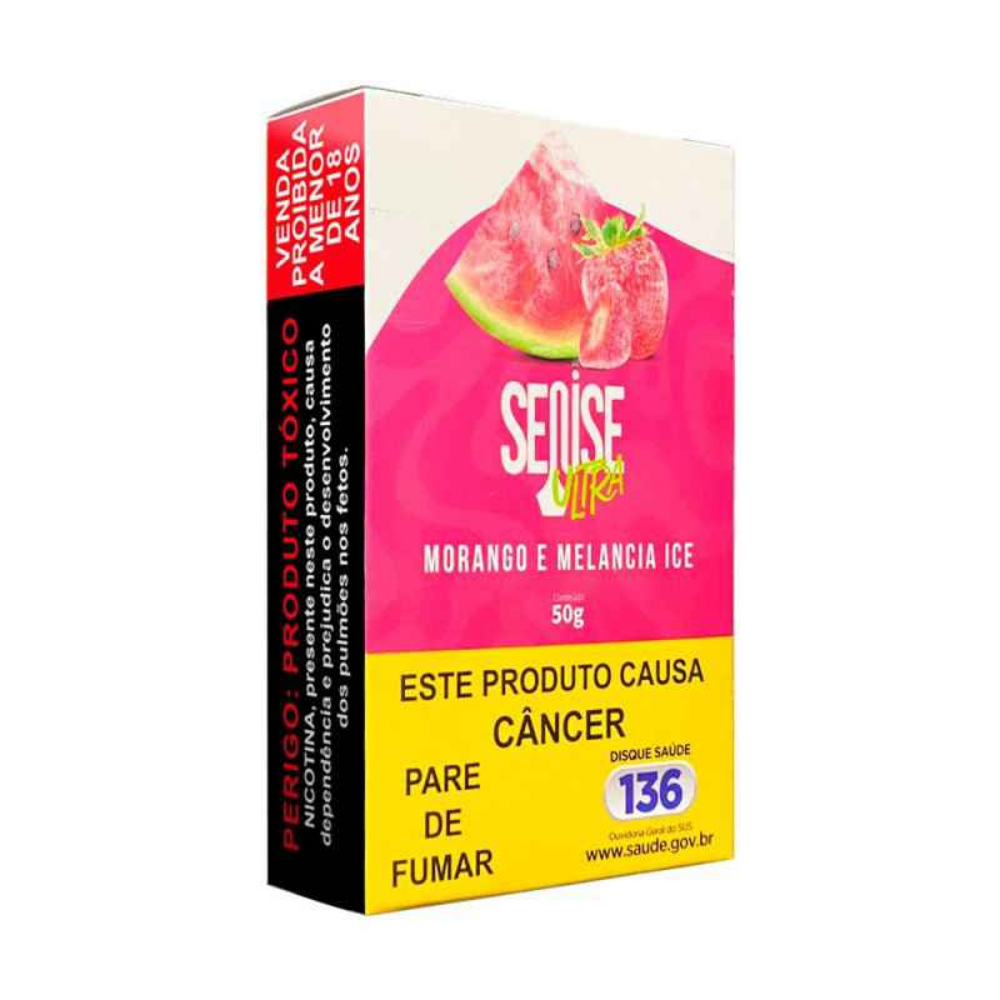 VENDA
PROIBIDA
A MENOR
DE 18
ANOS
PERIGO: PRODUTO TÓXICO
NICOTINA, presente neste produto, causa
dependência e prejudica o desenvolvimento
dos pulmões nos fetos.
SENSE
ULTRA
MORANGO E MELANCIA ICE
Conteúdo
50g
ESTE PRODUTO CAUSA
CÂNCER
PARE
DE
FUMAR
DISQUE SAÚDE
136
Ouvidoria Geral do SUS
www.saude.gov.br